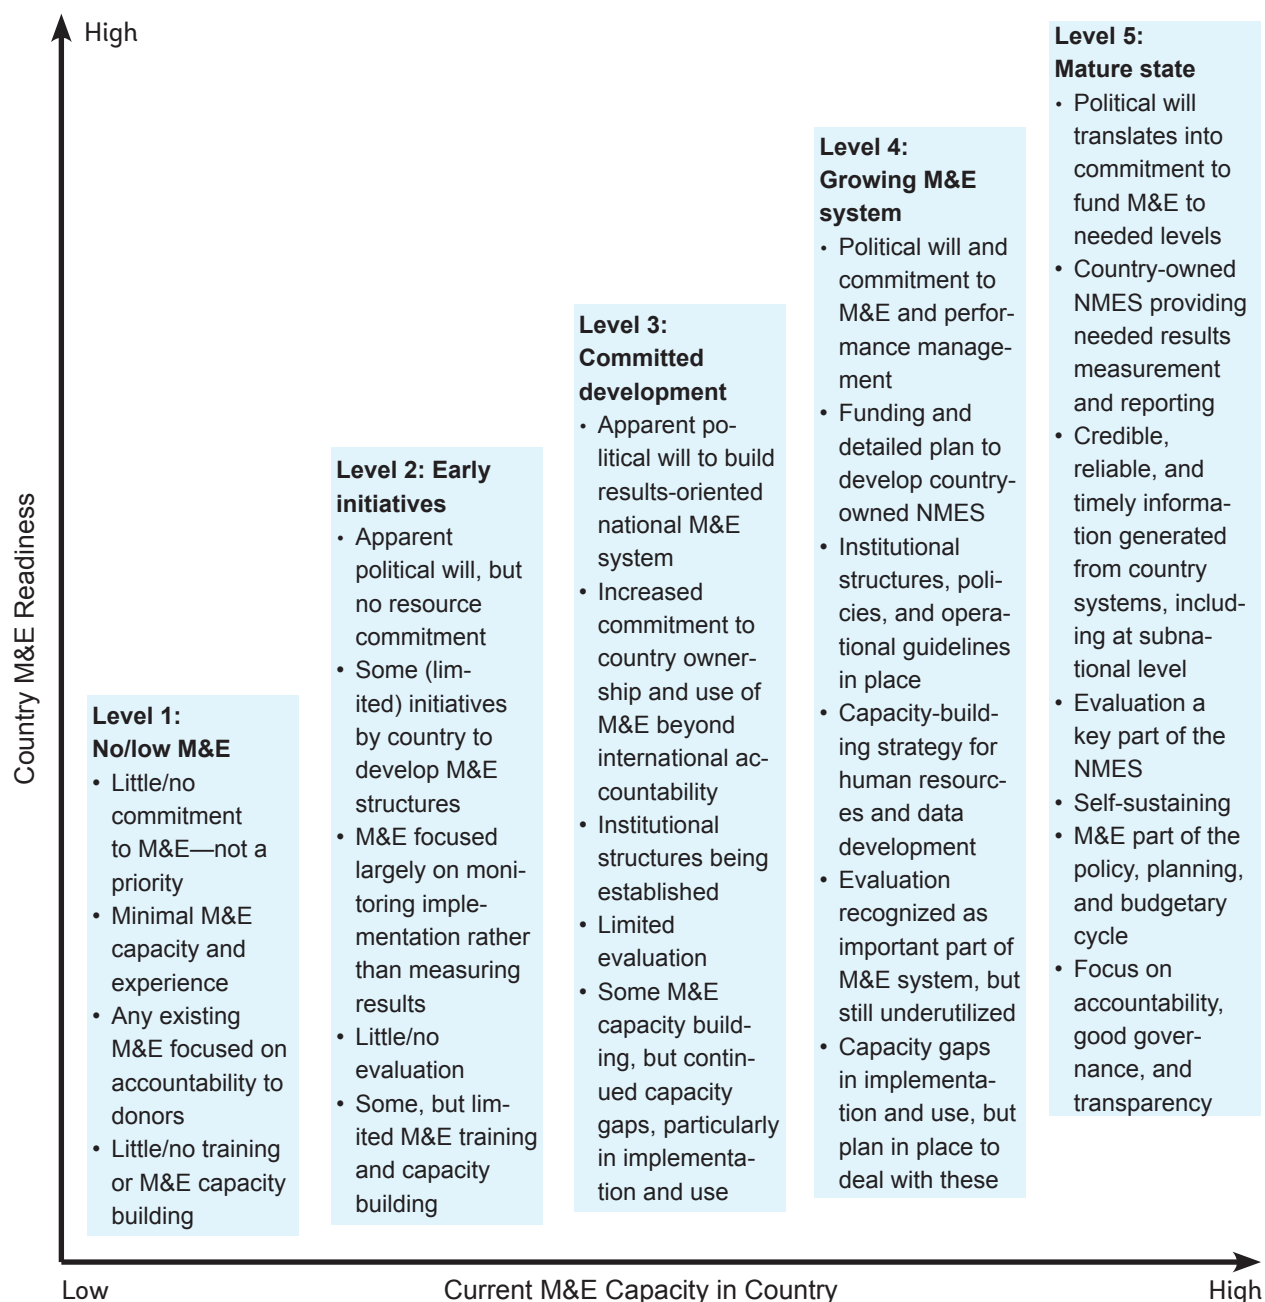 High
Country M&E Readiness
Level 1:
No/low M&E
• Little/no
commitment
to M&E—not a
priority
• Minimal M&E
capacity and
experience
• Any existing
M&E focused on
accountability to
donors
• Little/no training
or M&E capacity
building
Level 2: Early
initiatives
• Apparent
political will, but
no resource
commitment
• Some (lim-
ited) initiatives
by country to
develop M&E
structures
• M&E focused
largely on moni-
toring imple-
mentation rather
than measuring
results
• Little/no
evaluation
• Some, but lim-
ited M&E training
and capacity
building
Level 3:
Committed
development
• Apparent po-
litical will to build
results-oriented
national M&E
system
• Increased
commitment to
country owner-
ship and use of
M&E beyond
international ac-
countability
• Institutional
structures being
established
• Limited
evaluation
• Some M&E
capacity build-
ing, but contin-
ued capacity
gaps, particularly
in implementa-
tion and use
Level 4:
Growing M&E
system
• Political will and
commitment to
M&E and perfor-
mance manage-
ment
• Funding and
detailed plan to
develop country-
owned NMES
• Institutional
structures, poli-
cies, and opera-
tional guidelines
in place
• Capacity-build-
ing strategy for
human resourc-
es and data
development
• Evaluation
recognized as
important part of
M&E system, but
still underutilized
• Capacity gaps
in implementa-
tion and use, but
plan in place to
deal with these
Level 5:
Mature state
• Political will
translates into
commitment to
fund M&E to
needed levels
• Country-owned
NMES providing
needed results
measurement
and reporting
• Credible,
reliable, and
timely informa-
tion generated
from country
systems, includ-
ing at subna-
tional level
• Evaluation a
key part of the
NMES
• Self-sustaining
• M&E part of the
policy, planning,
and budgetary
cycle
• Focus on
accountability,
good gover-
nance, and
transparency
Low
Current M&E Capacity in Country
High